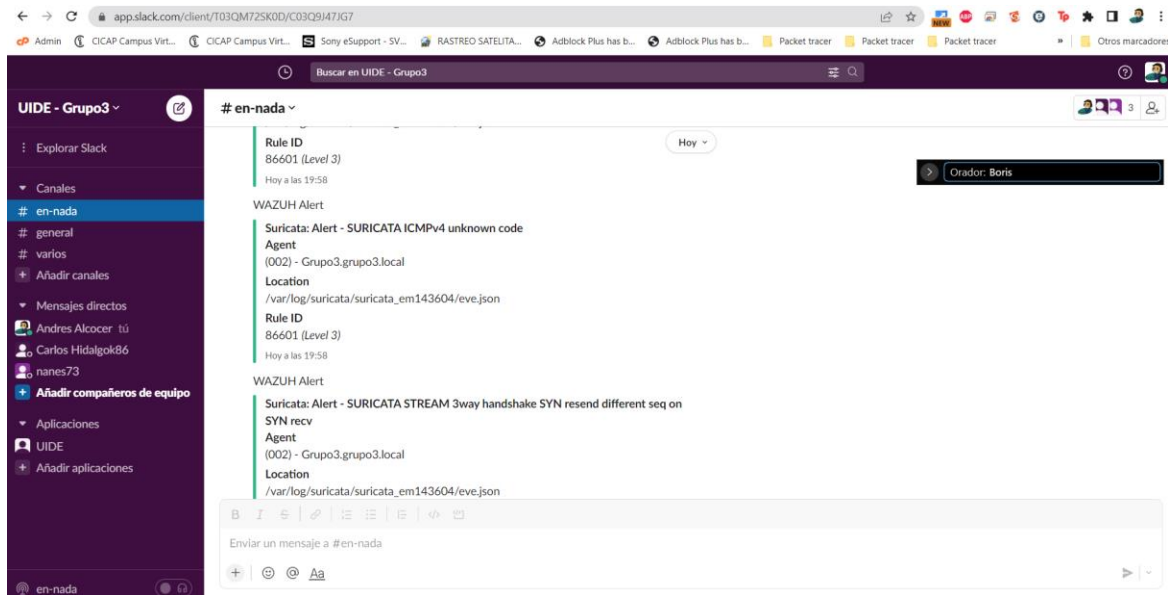 app.slack.com/client/T03QM72SK0D/C03Q9J47JG7
NEW
Admin
CICAP Campus Virt...
CICAP Campus Virt...
Sony eSupport - SV...
RASTREO SATELITA...
Adblock Plus has b...
Adblock Plus has b...
Packet tracer
Packet tracer
Packet tracer
»
Otros marcadores
Buscar en UIDE - Grupo3
UIDE - Grupo3
Explorar Slack
Canales
# en-nada
# general
# varios
+ Añadir canales
Mensajes directos
Andres Alcocer tú
Carlos Hidalgok86
nanes73
+ Añadir compañeros de equipo
Aplicaciones
UIDE
+ Añadir aplicaciones
en-nada
# en-nada
3
Hoy
Orador: Boris
Rule ID
86601 (Level 3)
Hoy a las 19:58
WAZUH Alert
Suricata: Alert - SURICATA ICMPv4 unknown code
Agent
(002) - Grupo3.grupo3.local
Location
/var/log/suricata/suricata_em143604/eve.json
Rule ID
86601 (Level 3)
Hoy a las 19:58
WAZUH Alert
Suricata: Alert - SURICATA STREAM 3way handshake SYN resend different seq on
SYN recv
Agent
(002) - Grupo3.grupo3.local
Location
/var/log/suricata/suricata_em143604/eve.json
B I S
Enviar un mensaje a #en-nada
+ @ Aa